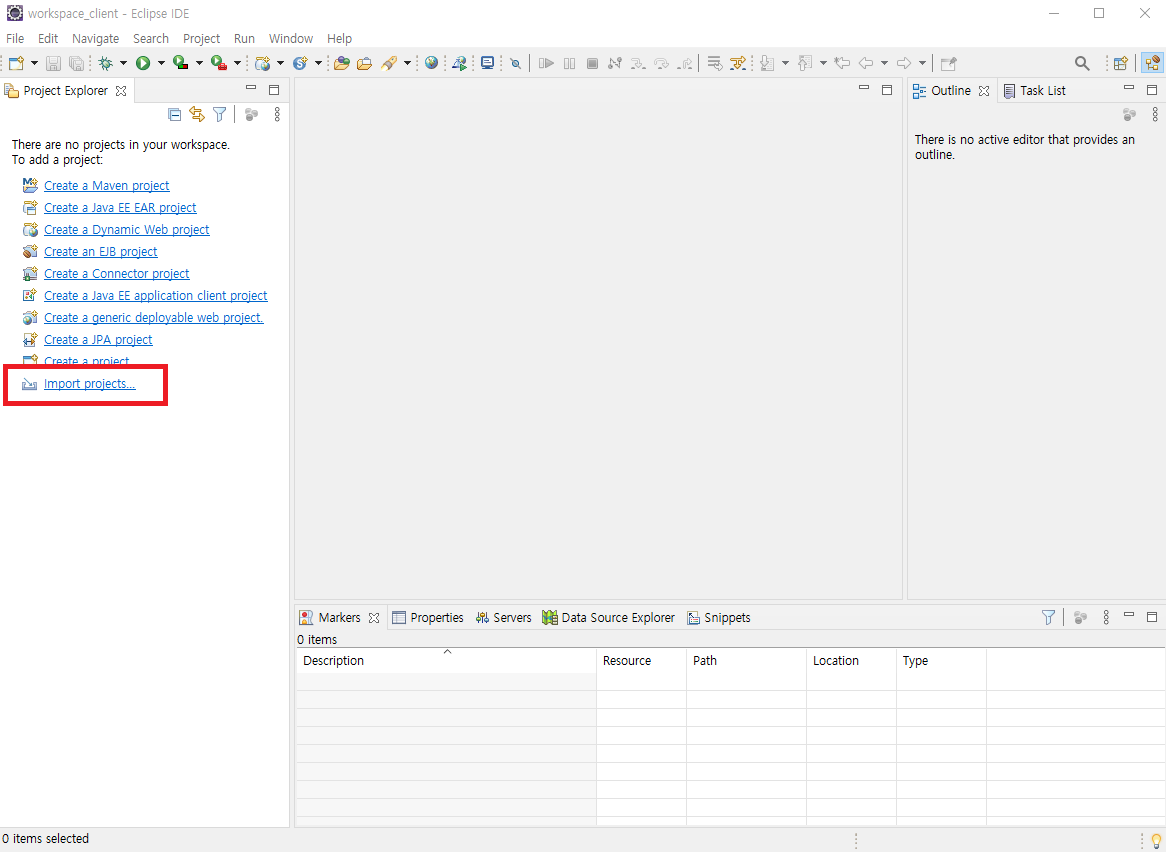 workspace_client - Eclipse IDE
File Edit Navigate Search Project Run Window Help
Project Explorer
There are no projects in your workspace.
To add a project:
Create a Maven project
Create a Java EE EAR project
Create a Dynamic Web project
Create an EJB project
Create a Connector project
Create a Java EE application client project
Create a generic deployable web project.
Create a JPA project
Create a project
Import projects...
Outline Task List
There is no active editor that provides an
outline.
Markers Properties Servers Data Source Explorer Snippets
0 items
Description Resource Path Location Type
0 items selected